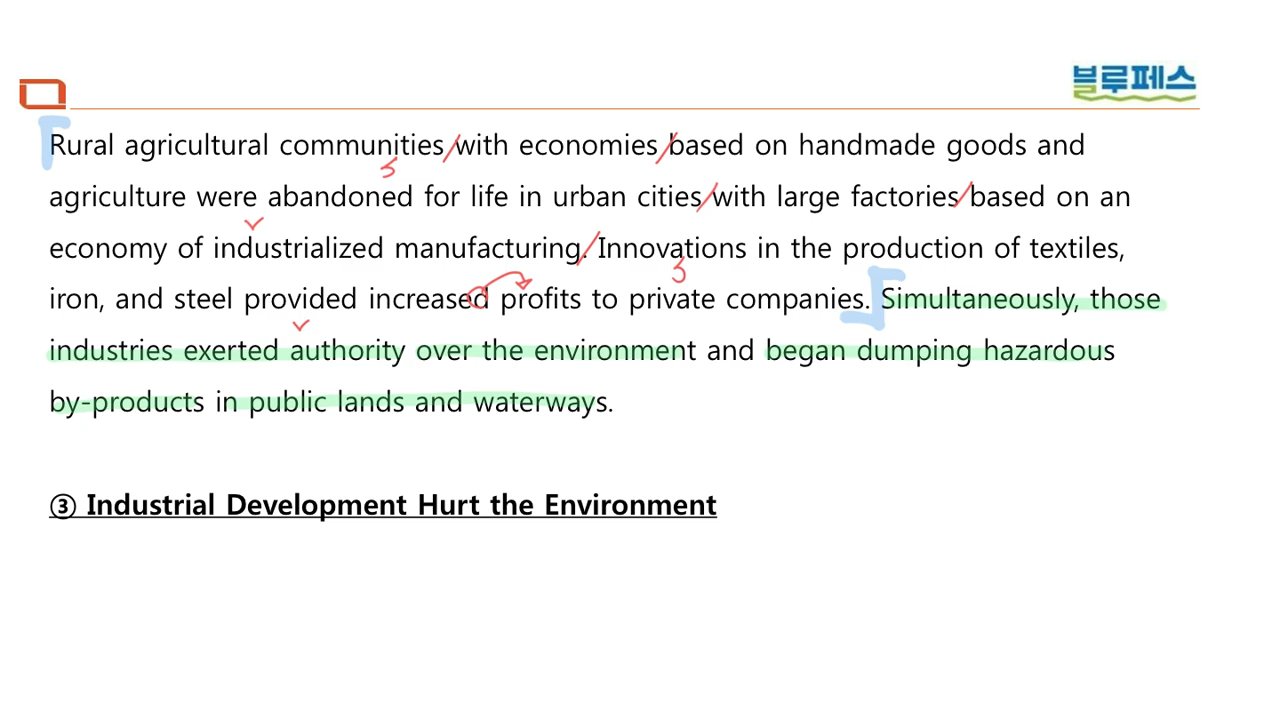 블루페스
Rural agricultural communities with economies based on handmade goods and
agriculture were abandoned for life in urban cities with large factories based on an
economy of industrialized manufacturing. Innovations in the production of textiles,
iron, and steel provided increased profits to private companies. Simultaneously, those
industries exerted authority over the environment and began dumping hazardous
by-products in public lands and waterways.
③ Industrial Development Hurt the Environment